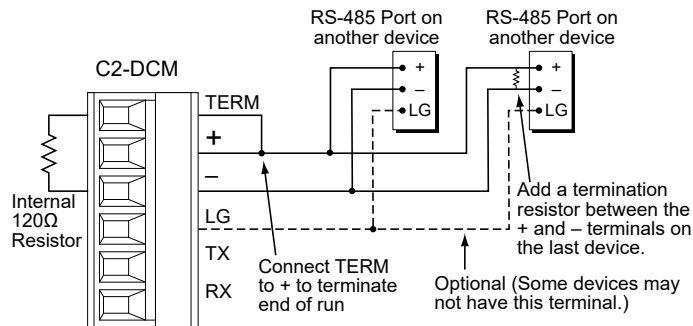 RS-485 Port on
another device
RS-485 Port on
another device
C2-DCM
TERM
+
–
LG
TX
RX
+
–
LG
+
–
LG
Internal
120Ω
Resistor
Connect TERM
to + to terminate
end of run
Add a termination
resistor between the
+ and – terminals on
the last device.
Optional (Some devices may
not have this terminal.)